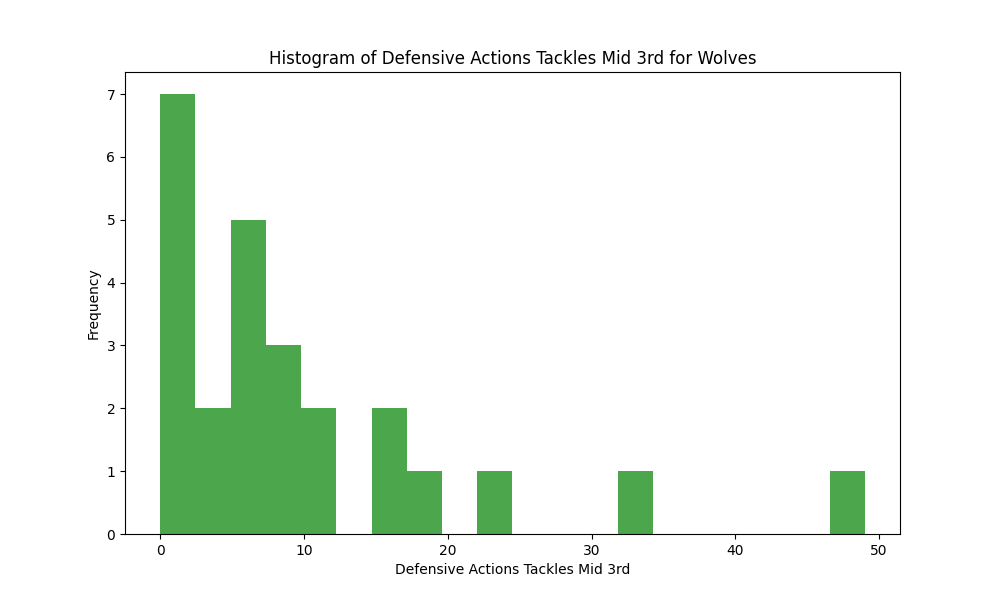 Histogram of Defensive Actions Tackles Mid 3rd for Wolves
7
6
5
4
3
2
1
0
Frequency
0 10 20 30 40 50
Defensive Actions Tackles Mid 3rd